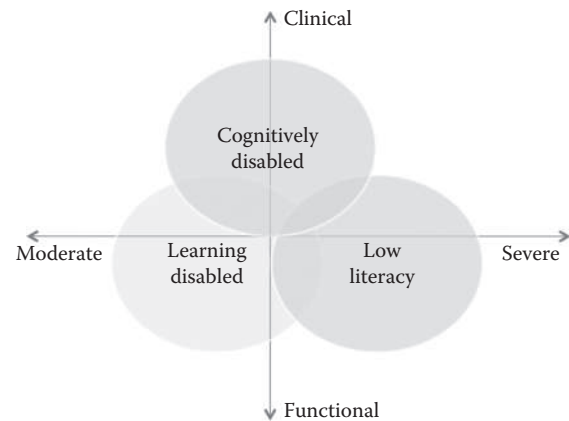 Clinical
Cognitively
disabled
Moderate
Learning
disabled
Low
literacy
Severe
Functional